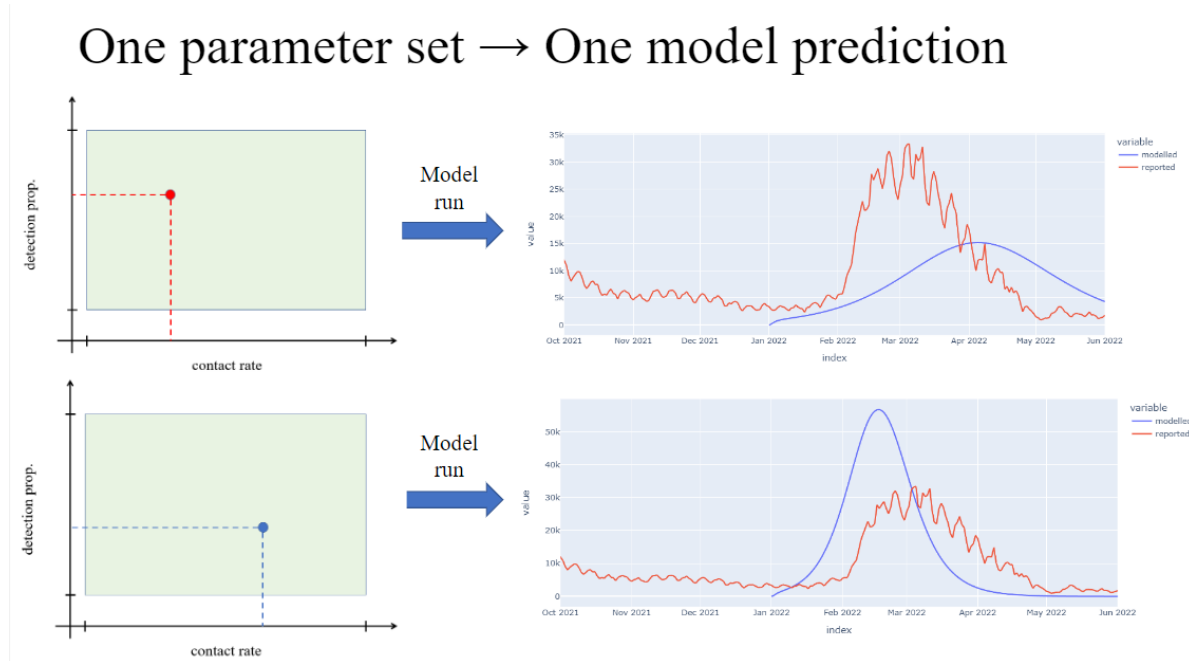 One parameter set → One model prediction
detection prop.
contact rate
Model
run
35k
30k
25k
20k
15k
10k
5k
0
value
Oct 2021 Nov 2021 Dec 2021 Jan 2022 Feb 2022 Mar 2022 Apr 2022 May 2022 Jun 2022
index
variable
modelled
reported
detection prop.
contact rate
Model
run
50k
40k
30k
20k
10k
0
value
Oct 2021 Nov 2021 Dec 2021 Jan 2022 Feb 2022 Mar 2022 Apr 2022 May 2022 Jun 2022
index
variable
modelled
reported